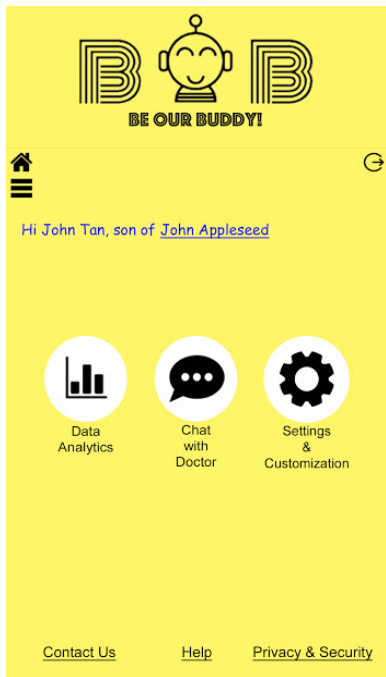 BOB
BE OUR BUDDY!
Hi John Tan, son of John Appleseed
Data
Analytics
Chat
with
Doctor
Settings
&
Customization
Contact Us
Help
Privacy & Security